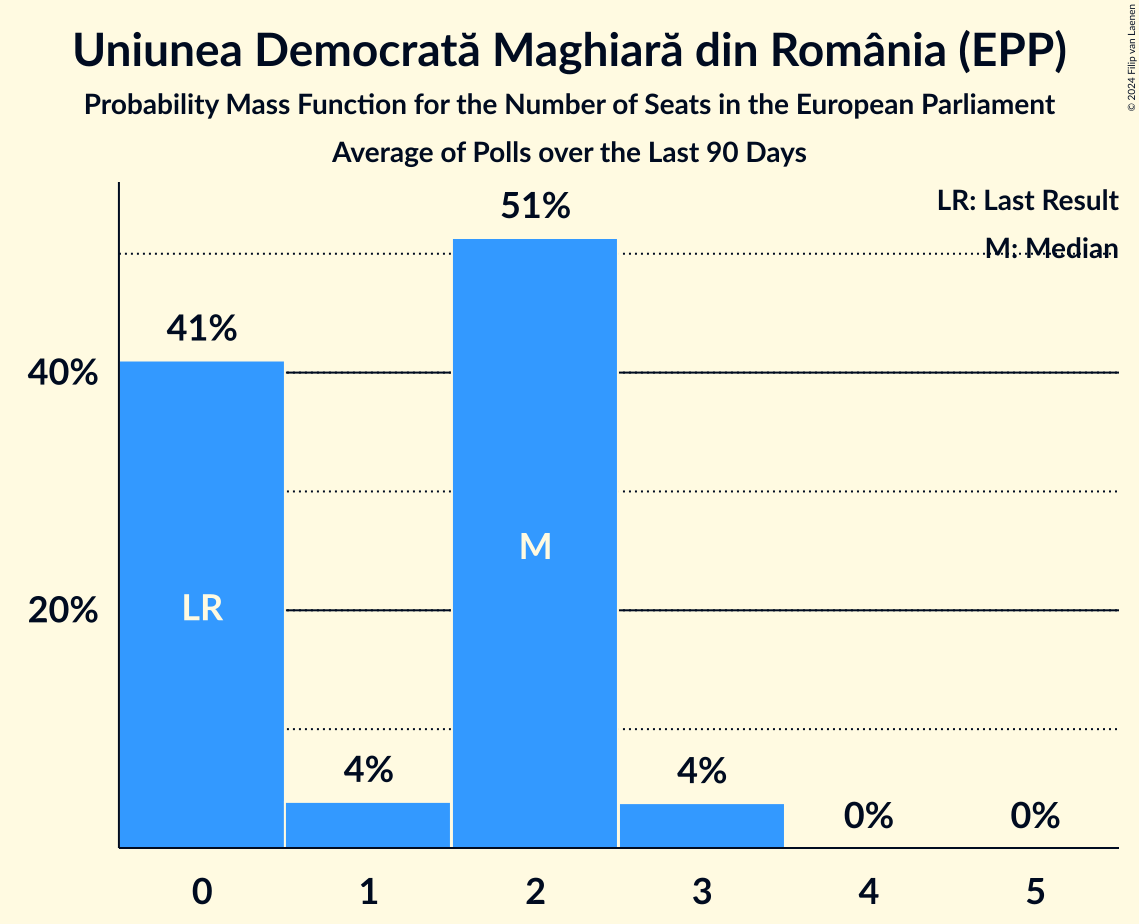 Uniunea Democrată Maghiară din România (EPP)
Probability Mass Function for the Number of Seats in the European Parliament
Average of Polls over the Last 90 Days
© 2024 Filip van Laenen
LR: Last Result
M: Median
51%
41%
40%
M
LR
20%
4%
4%
0%
0%
0 1 2 3 4 5